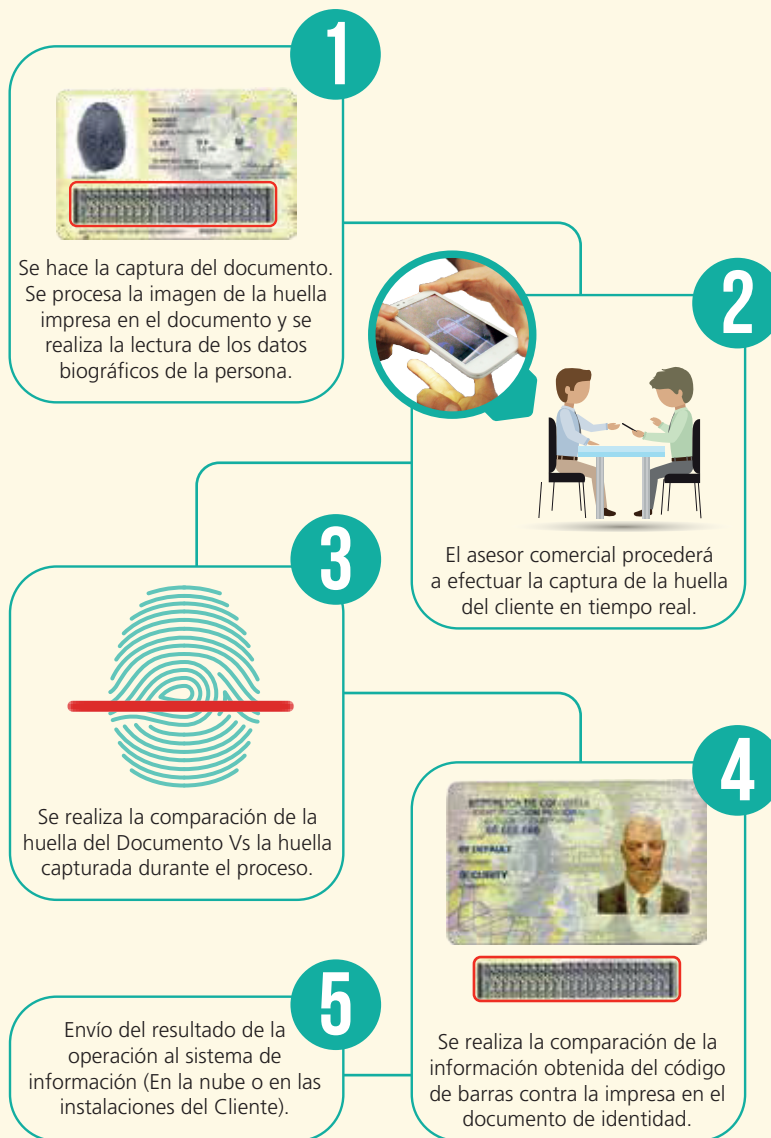 1
Se hace la captura del documento.
Se procesa la imagen de la huella
impresa en el documento y se
realiza la lectura de los datos
biográficos de la persona.
2
El asesor comercial procederá
a efectuar la captura de la huella
del cliente en tiempo real.
3
Se realiza la comparación de la
huella del Documento Vs la huella
capturada durante el proceso.
4
REPUBLICA DE COLOMBIA
IDENTIFICACION PERSONAL
BY DEFAULT
SECURITY
Se realiza la comparación de la
información obtenida del código
de barras contra la impresa en el
documento de identidad.
5
Envío del resultado de la
operación al sistema de
información (En la nube o en las
instalaciones del Cliente).